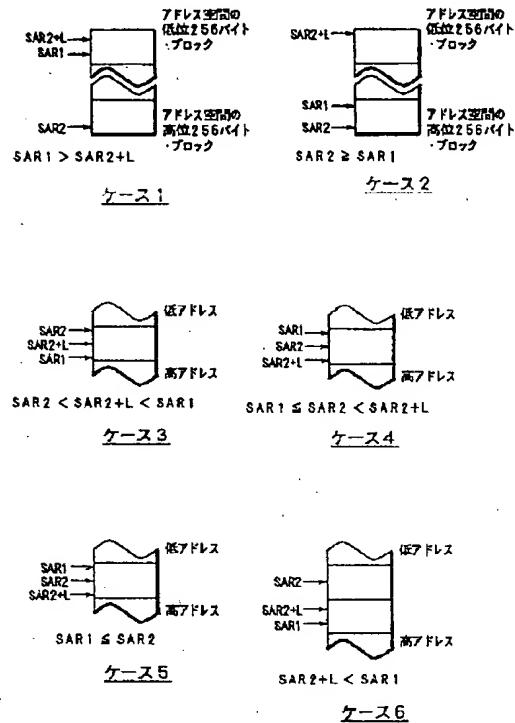 SAR2+L
SAR1
SAR2
アドレス空間の
低位256バイト
・ブロック
アドレス空間の
高位256バイト
・ブロック
SAR1 > SAR2+L
ケース1
SAR2+L
SAR1
SAR2
アドレス空間の
低位256バイト
・ブロック
アドレス空間の
高位256バイト
・ブロック
SAR2 ≧ SAR1
ケース2
SAR2
SAR2+L
SAR1
低アドレス
高アドレス
SAR2 < SAR2+L < SAR1
ケース3
SAR1
SAR2
SAR2+L
低アドレス
高アドレス
SAR1 ≦ SAR2 < SAR2+L
ケース4
SAR1
SAR2
SAR2+L
低アドレス
高アドレス
SAR1 ≦ SAR2
ケース5
SAR2
SAR2+L
SAR1
低アドレス
高アドレス
SAR2+L < SAR1
ケース6